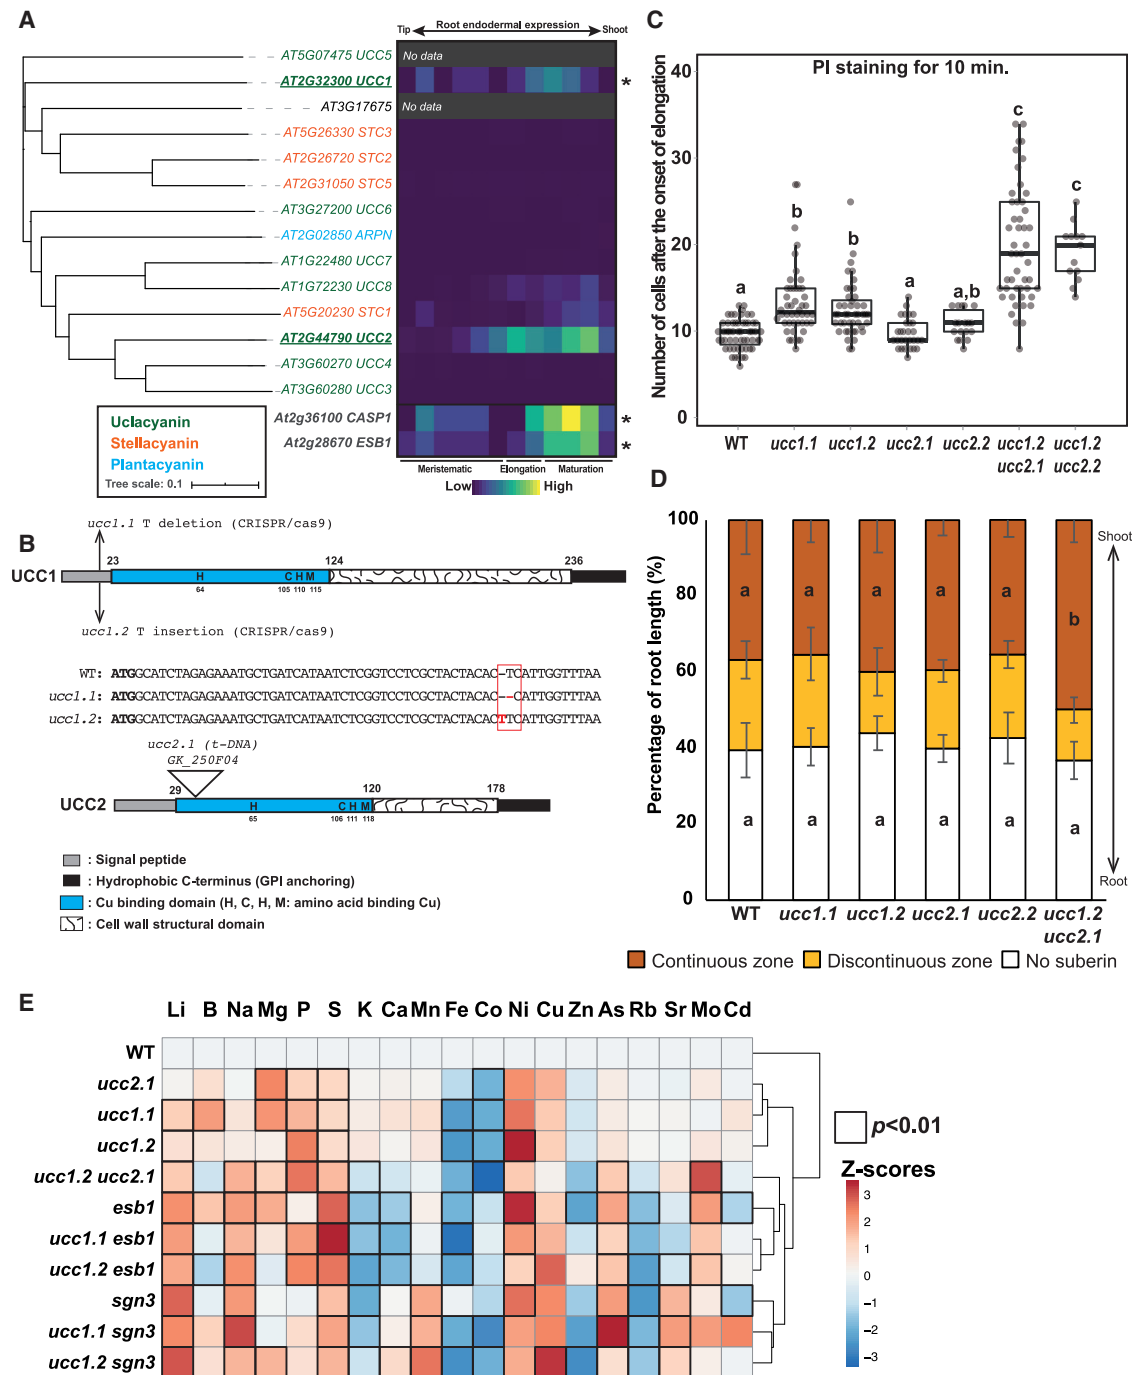 A
Tip
Root endodermal expression
Shoot
AT5G07475 UCC5
No data
AT2G32300 UCC1
*
AT3G17675
No data
AT5G26330 STC3
AT2G26720 STC2
AT2G31050 STC5
AT3G27200 UCC6
AT2G02850 ARPN
AT1G22480 UCC7
AT1G72230 UCC8
AT5G20230 STC1
AT2G44790 UCC2
AT3G60270 UCC4
AT3G60280 UCC3
At2g36100 CASP1
*
At2g28670 ESB1
*
Uclacyanin
Stellacyanin
Plantacyanin
Tree scale: 0.1
Meristematic
Elongation
Maturation
Low
High
B
ucc1.1 T deletion (CRISPR/cas9)
23
124
236
UCC1
H
C H M
64
105 110 115
ucc1.2 T insertion (CRISPR/cas9)
WT: ATGGCATCTAGAGAAATGCTGATCATAATCTCGGTCCTCGCTACTACAC-TCATTGGTTTAA
ucc1.1: ATGGCATCTAGAGAAATGCTGATCATAATCTCGGTCCTCGCTACTACAC--CATTGGTTTAA
ucc1.2: ATGGCATCTAGAGAAATGCTGATCATAATCTCGGTCCTCGCTACTACACTTCATTGGTTTAA
ucc2.1 (t-DNA)
GK_250F04
29
120
178
UCC2
H
C H M
65
106 111 118
: Signal peptide
: Hydrophobic C-terminus (GPI anchoring)
: Cu binding domain (H, C, H, M: amino acid binding Cu)
: Cell wall structural domain
C
PI staining for 10 min.
Number of cells after the onset of elongation
40
30
20
10
0
a
b
b
a
a,b
c
c
WT
ucc1.1
ucc1.2
ucc2.1
ucc2.2
ucc1.2 ucc2.1
ucc1.2 ucc2.2
D
Percentage of root length (%)
100
80
60
40
20
0
a
a
a
a
a
b
a
a
a
a
a
a
Shoot
Root
WT
ucc1.1
ucc1.2
ucc2.1
ucc2.2
ucc1.2 ucc2.1
Continuous zone
Discontinuous zone
No suberin
E
Li B Na Mg P S K Ca Mn Fe Co Ni Cu Zn As Rb Sr Mo Cd
WT
ucc2.1
ucc1.1
ucc1.2
ucc1.2 ucc2.1
esb1
ucc1.1 esb1
ucc1.2 esb1
sgn3
ucc1.1 sgn3
ucc1.2 sgn3
p<0.01
Z-scores
3
2
1
0
−1
−2
−3